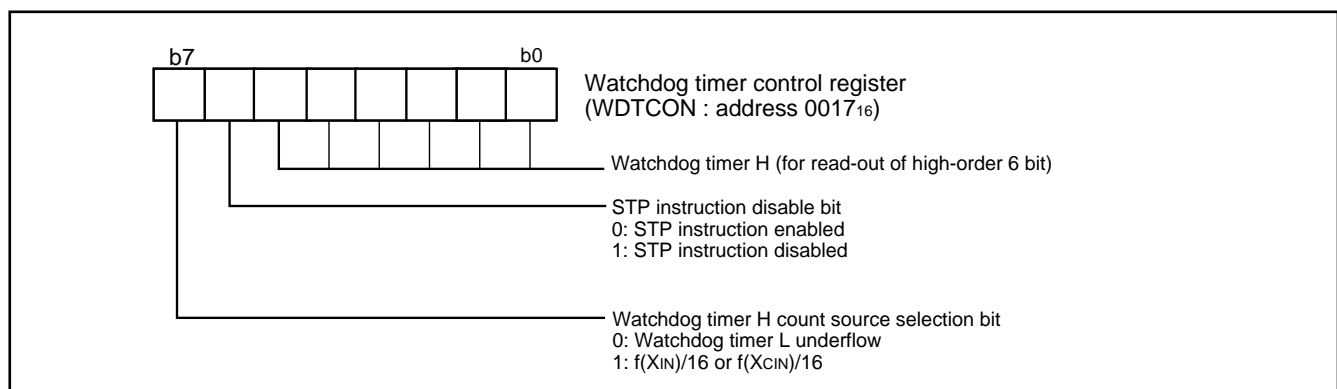 b7 b0
Watchdog timer control register
(WDTCON : address 0017₁₆)
Watchdog timer H (for read-out of high-order 6 bit)
STP instruction disable bit
0: STP instruction enabled
1: STP instruction disabled
Watchdog timer H count source selection bit
0: Watchdog timer L underflow
1: f(XIN)/16 or f(XCIN)/16